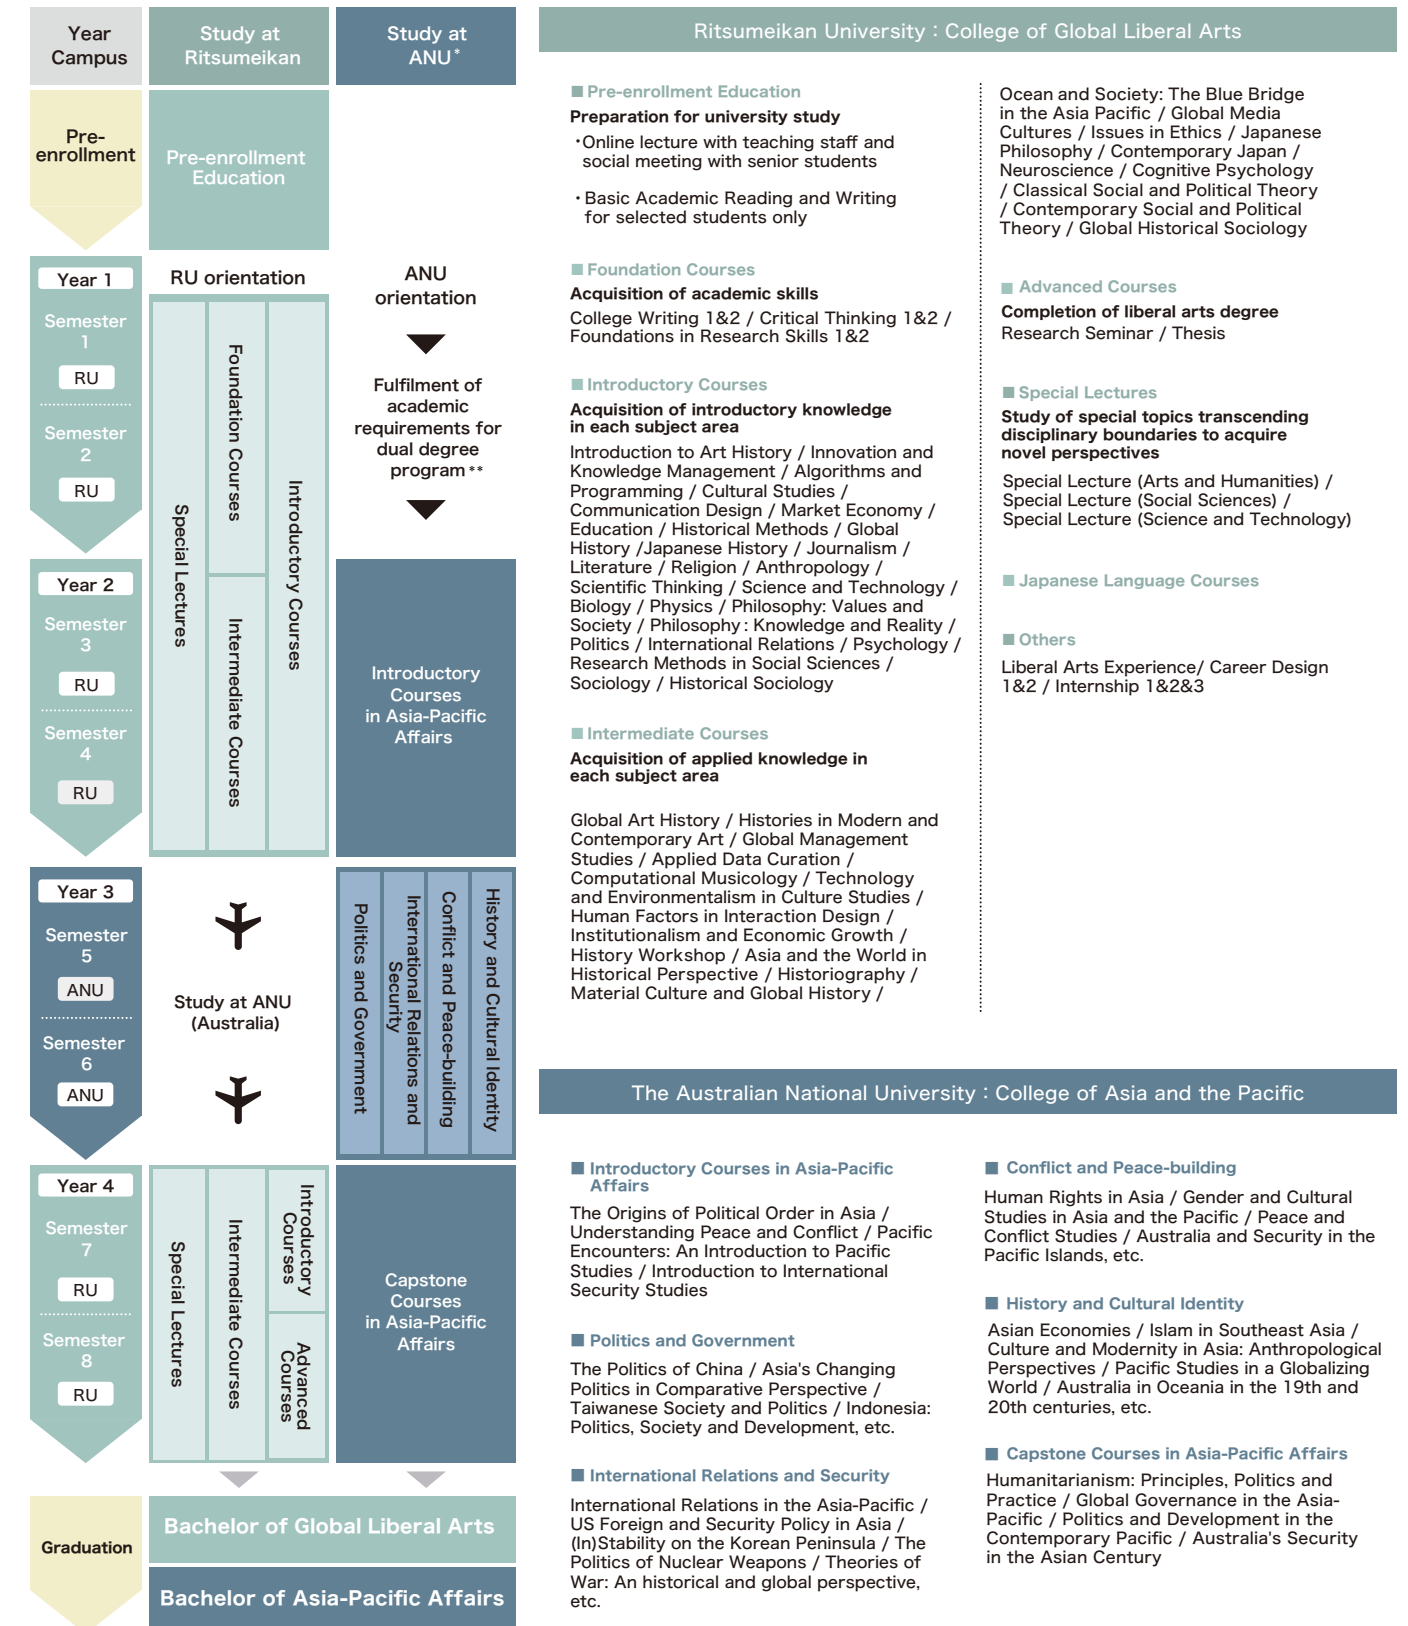 Year
Campus
Study at
Ritsumeikan
Study at
ANU*
Pre-
enrollment
Pre-enrollment
Education
Year 1
Semester
1
RU
Semester
2
RU
RU orientation
Special Lectures
Foundation Courses
Intermediate Courses
Introductory Courses
ANU
orientation
Fulfilment of
academic
requirements for
dual degree
program**
Year 2
Semester
3
RU
Semester
4
RU
Introductory
Courses
in Asia-Pacific
Affairs
Year 3
Semester
5
ANU
Semester
6
ANU
Study at ANU
(Australia)
Politics and Government
International Relations and
Security
Conflict and Peace-building
History and Cultural Identity
Year 4
Semester
7
RU
Semester
8
RU
Special Lectures
Intermediate Courses
Introductory
Courses
Advanced
Courses
Capstone
Courses
in Asia-Pacific
Affairs
Graduation
Bachelor of Global Liberal Arts
Bachelor of Asia-Pacific Affairs
Ritsumeikan University : College of Global Liberal Arts
■ Pre-enrollment Education
Preparation for university study
・Online lecture with teaching staff and
social meeting with senior students
・Basic Academic Reading and Writing
for selected students only
■ Foundation Courses
Acquisition of academic skills
College Writing 1&2 / Critical Thinking 1&2 /
Foundations in Research Skills 1&2
■ Introductory Courses
Acquisition of introductory knowledge
in each subject area
Introduction to Art History / Innovation and
Knowledge Management / Algorithms and
Programming / Cultural Studies /
Communication Design / Market Economy /
Education / Historical Methods / Global
History /Japanese History / Journalism /
Literature / Religion / Anthropology /
Scientific Thinking / Science and Technology /
Biology / Physics / Philosophy: Values and
Society / Philosophy : Knowledge and Reality /
Politics / International Relations / Psychology /
Research Methods in Social Sciences /
Sociology / Historical Sociology
■ Intermediate Courses
Acquisition of applied knowledge in
each subject area
Global Art History / Histories in Modern and
Contemporary Art / Global Management
Studies / Applied Data Curation /
Computational Musicology / Technology
and Environmentalism in Culture Studies /
Human Factors in Interaction Design /
Institutionalism and Economic Growth /
History Workshop / Asia and the World in
Historical Perspective / Historiography /
Material Culture and Global History /
Ocean and Society: The Blue Bridge
in the Asia Pacific / Global Media
Cultures / Issues in Ethics / Japanese
Philosophy / Contemporary Japan /
Neuroscience / Cognitive Psychology
/ Classical Social and Political Theory
/ Contemporary Social and Political
Theory / Global Historical Sociology
■ Advanced Courses
Completion of liberal arts degree
Research Seminar / Thesis
■ Special Lectures
Study of special topics transcending
disciplinary boundaries to acquire
novel perspectives
Special Lecture (Arts and Humanities) /
Special Lecture (Social Sciences) /
Special Lecture (Science and Technology)
■ Japanese Language Courses
■ Others
Liberal Arts Experience/ Career Design
1&2 / Internship 1&2&3
The Australian National University : College of Asia and the Pacific
■ Introductory Courses in Asia-Pacific
Affairs
The Origins of Political Order in Asia /
Understanding Peace and Conflict / Pacific
Encounters: An Introduction to Pacific
Studies / Introduction to International
Security Studies
■ Politics and Government
The Politics of China / Asia's Changing
Politics in Comparative Perspective /
Taiwanese Society and Politics / Indonesia:
Politics, Society and Development, etc.
■ International Relations and Security
International Relations in the Asia-Pacific /
US Foreign and Security Policy in Asia /
(In)Stability on the Korean Peninsula / The
Politics of Nuclear Weapons / Theories of
War: An historical and global perspective,
etc.
■ Conflict and Peace-building
Human Rights in Asia / Gender and Cultural
Studies in Asia and the Pacific / Peace and
Conflict Studies / Australia and Security in the
Pacific Islands, etc.
■ History and Cultural Identity
Asian Economies / Islam in Southeast Asia /
Culture and Modernity in Asia: Anthropological
Perspectives / Pacific Studies in a Globalizing
World / Australia in Oceania in the 19th and
20th centuries, etc.
■ Capstone Courses in Asia-Pacific Affairs
Humanitarianism: Principles, Politics and
Practice / Global Governance in the Asia-
Pacific / Politics and Development in the
Contemporary Pacific / Australia's Security
in the Asian Century